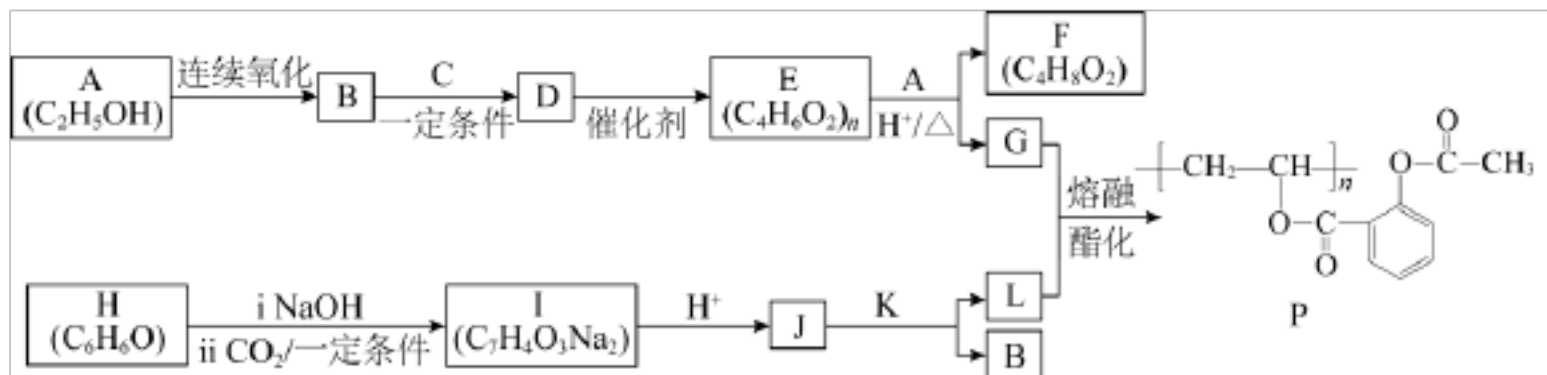 A
(C₂H₅OH)
连续氧化
B
C
一定条件
D
催化剂
E
(C₄H₆O₂)ₙ
A
H⁺/△
F
(C₄H₈O₂)
G
H
(C₆H₆O)
i NaOH
ii CO₂/一定条件
I
(C₇H₄O₃Na₂)
H⁺
J
K
L
B
熔融
酯化
[CH₂—CH]ₙ
O
O—C—CH₃
O—C
O
P